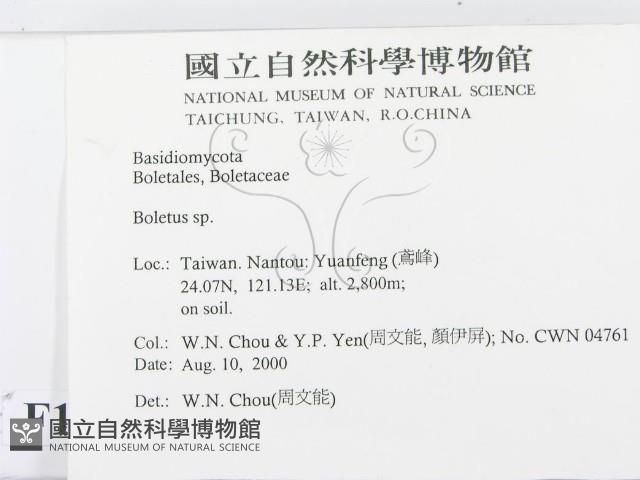 國立自然科學博物館
NATIONAL MUSEUM OF NATURAL SCIENCE
TAICHUNG, TAIWAN, R.O.CHINA
Basidiomycota
Boletales, Boletaceae
Boletus sp.
Loc.: Taiwan. Nantou: Yuanfeng (鳶峰)
24.07N, 121.13E; alt. 2,800m;
on soil.
Col.: W.N. Chou & Y.P. Yen(周文能, 顏伊屏); No. CWN 04761
Date: Aug. 10, 2000
Det.: W.N. Chou(周文能)
國立自然科學博物館
NATIONAL MUSEUM OF NATURAL SCIENCE